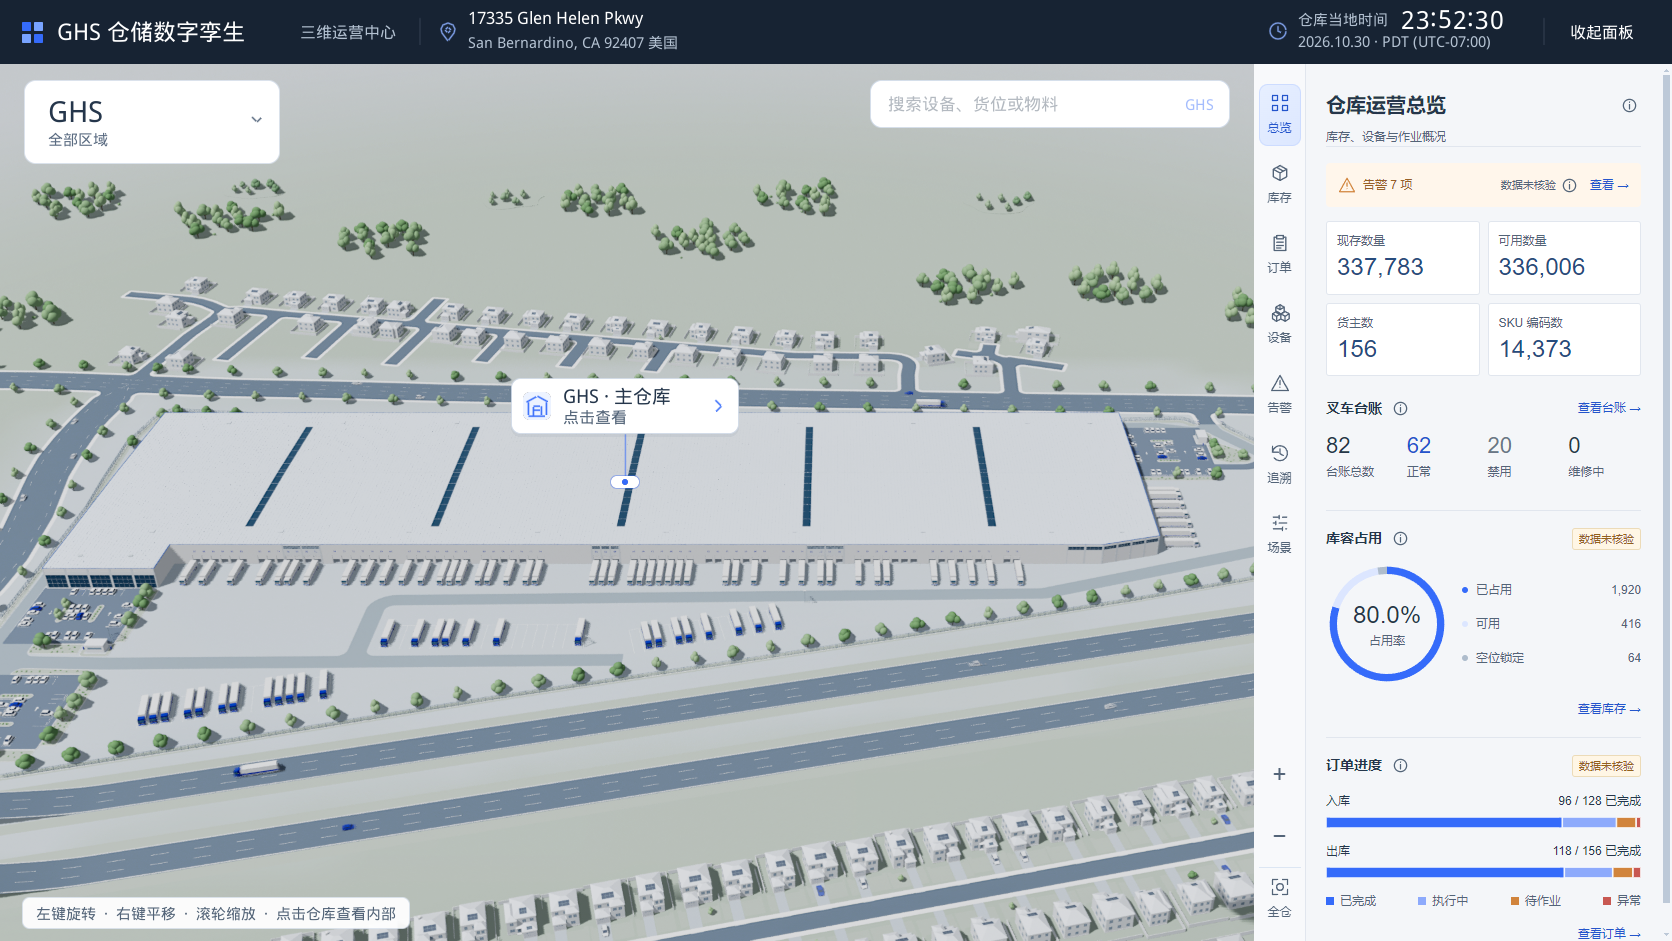 GHS 仓储数字孪生
三维运营中心
17335 Glen Helen Pkwy
San Bernardino, CA 92407 美国
仓库当地时间 23:52:30
2026.10.30 · PDT (UTC-07:00)
收起面板
GHS
全部区域
搜索设备、货位或物料 GHS
GHS · 主仓库
点击查看
左键旋转 · 右键平移 · 滚轮缩放 · 点击仓库查看内部
总览
库存
订单
设备
告警
追溯
场景
全仓
仓库运营总览
库存、设备与作业概况
告警 7 项 数据未核验 查看 →
现存数量
337,783
可用数量
336,006
货主数
156
SKU 编码数
14,373
叉车台账 查看台账 →
82 62 20 0
台账总数 正常 禁用 维修中
库容占用 数据未核验
80.0%
占用率
已占用 1,920
可用 416
空位锁定 64
查看库存 →
订单进度 数据未核验
入库 96 / 128 已完成
出库 118 / 156 已完成
已完成 执行中 待作业 异常
查看订单 →